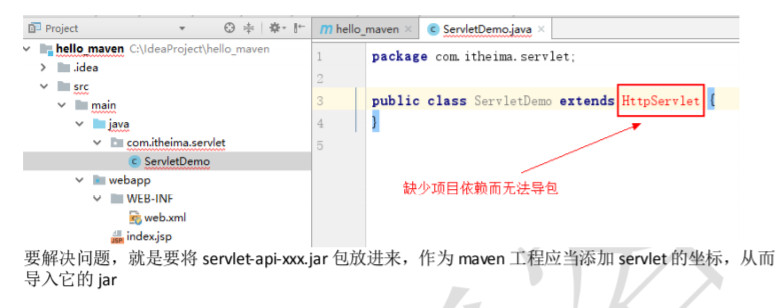 Project
hello_maven C:\IdeaProject\hello_maven
.idea
src
main
java
com.itheima.servlet
ServletDemo
webapp
WEB-INF
web.xml
index.jsp
m hello_maven × ServletDemo.java ×
1 package com.itheima.servlet;
2
3 public class ServletDemo extends HttpServlet {
4 }
5
缺少项目依赖而无法导包
要解决问题，就是要将 servlet-api-xxx.jar 包放进来，作为 maven 工程应当添加 servlet 的坐标，从而
导入它的 jar